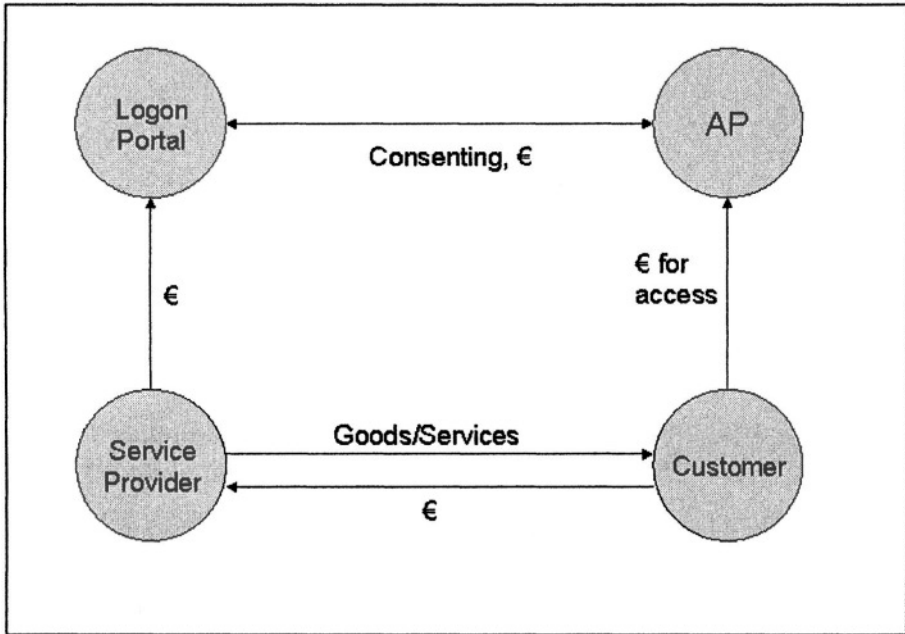 Logon
Portal
AP
Consenting, €
€
€ for
access
Service
Provider
Goods/Services
€
Customer